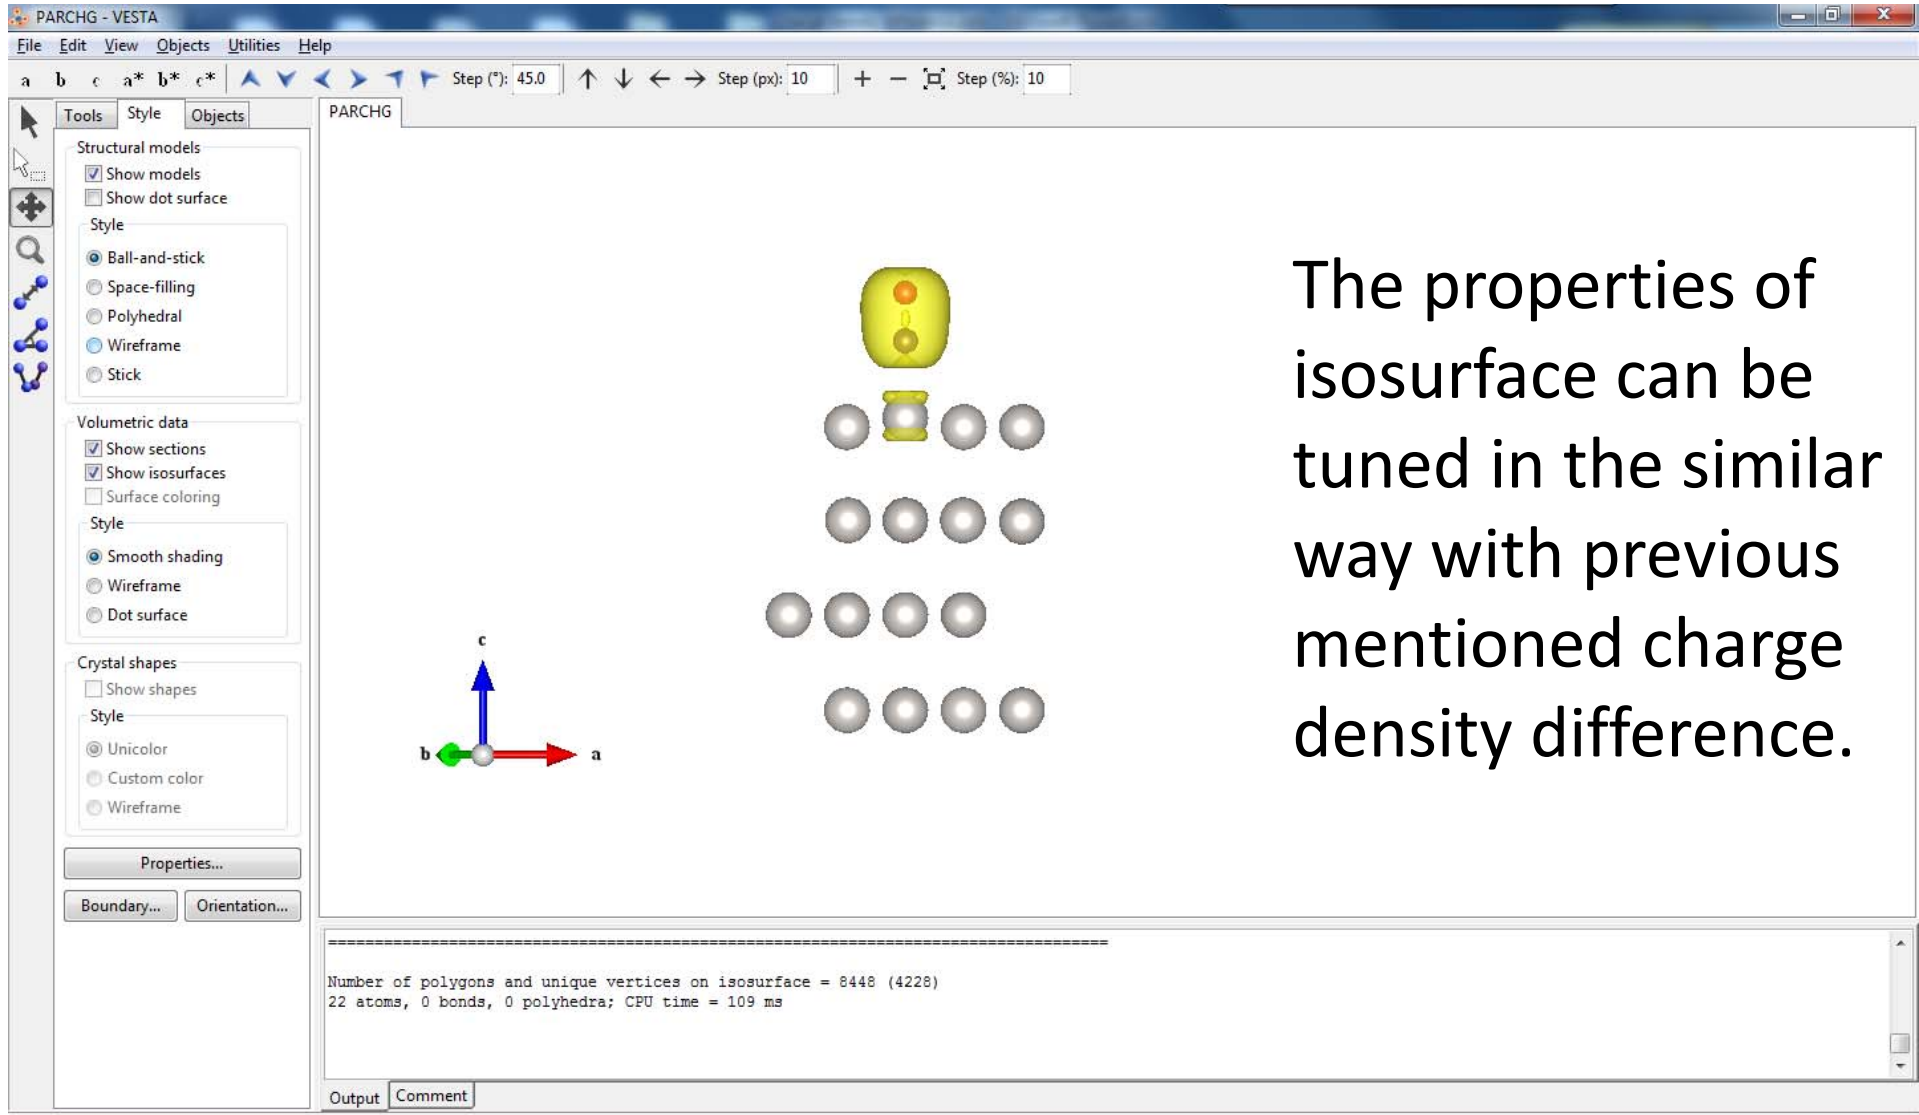 PARCHG - VESTA
File Edit View Objects Utilities Help
a b c a* b* c* Step (°): 45.0 Step (px): 10 Step (%): 10
Tools Style Objects
PARCHG
Structural models
Show models
Show dot surface
Style
Ball-and-stick
Space-filling
Polyhedral
Wireframe
Stick
Volumetric data
Show sections
Show isosurfaces
Surface coloring
Style
Smooth shading
Wireframe
Dot surface
Crystal shapes
Show shapes
Style
Unicolor
Custom color
Wireframe
Properties...
Boundary... Orientation...
c
b a
The properties of
isosurface can be
tuned in the similar
way with previous
mentioned charge
density difference.
================================================================================
Number of polygons and unique vertices on isosurface = 8448 (4228)
22 atoms, 0 bonds, 0 polyhedra; CPU time = 109 ms
Output Comment